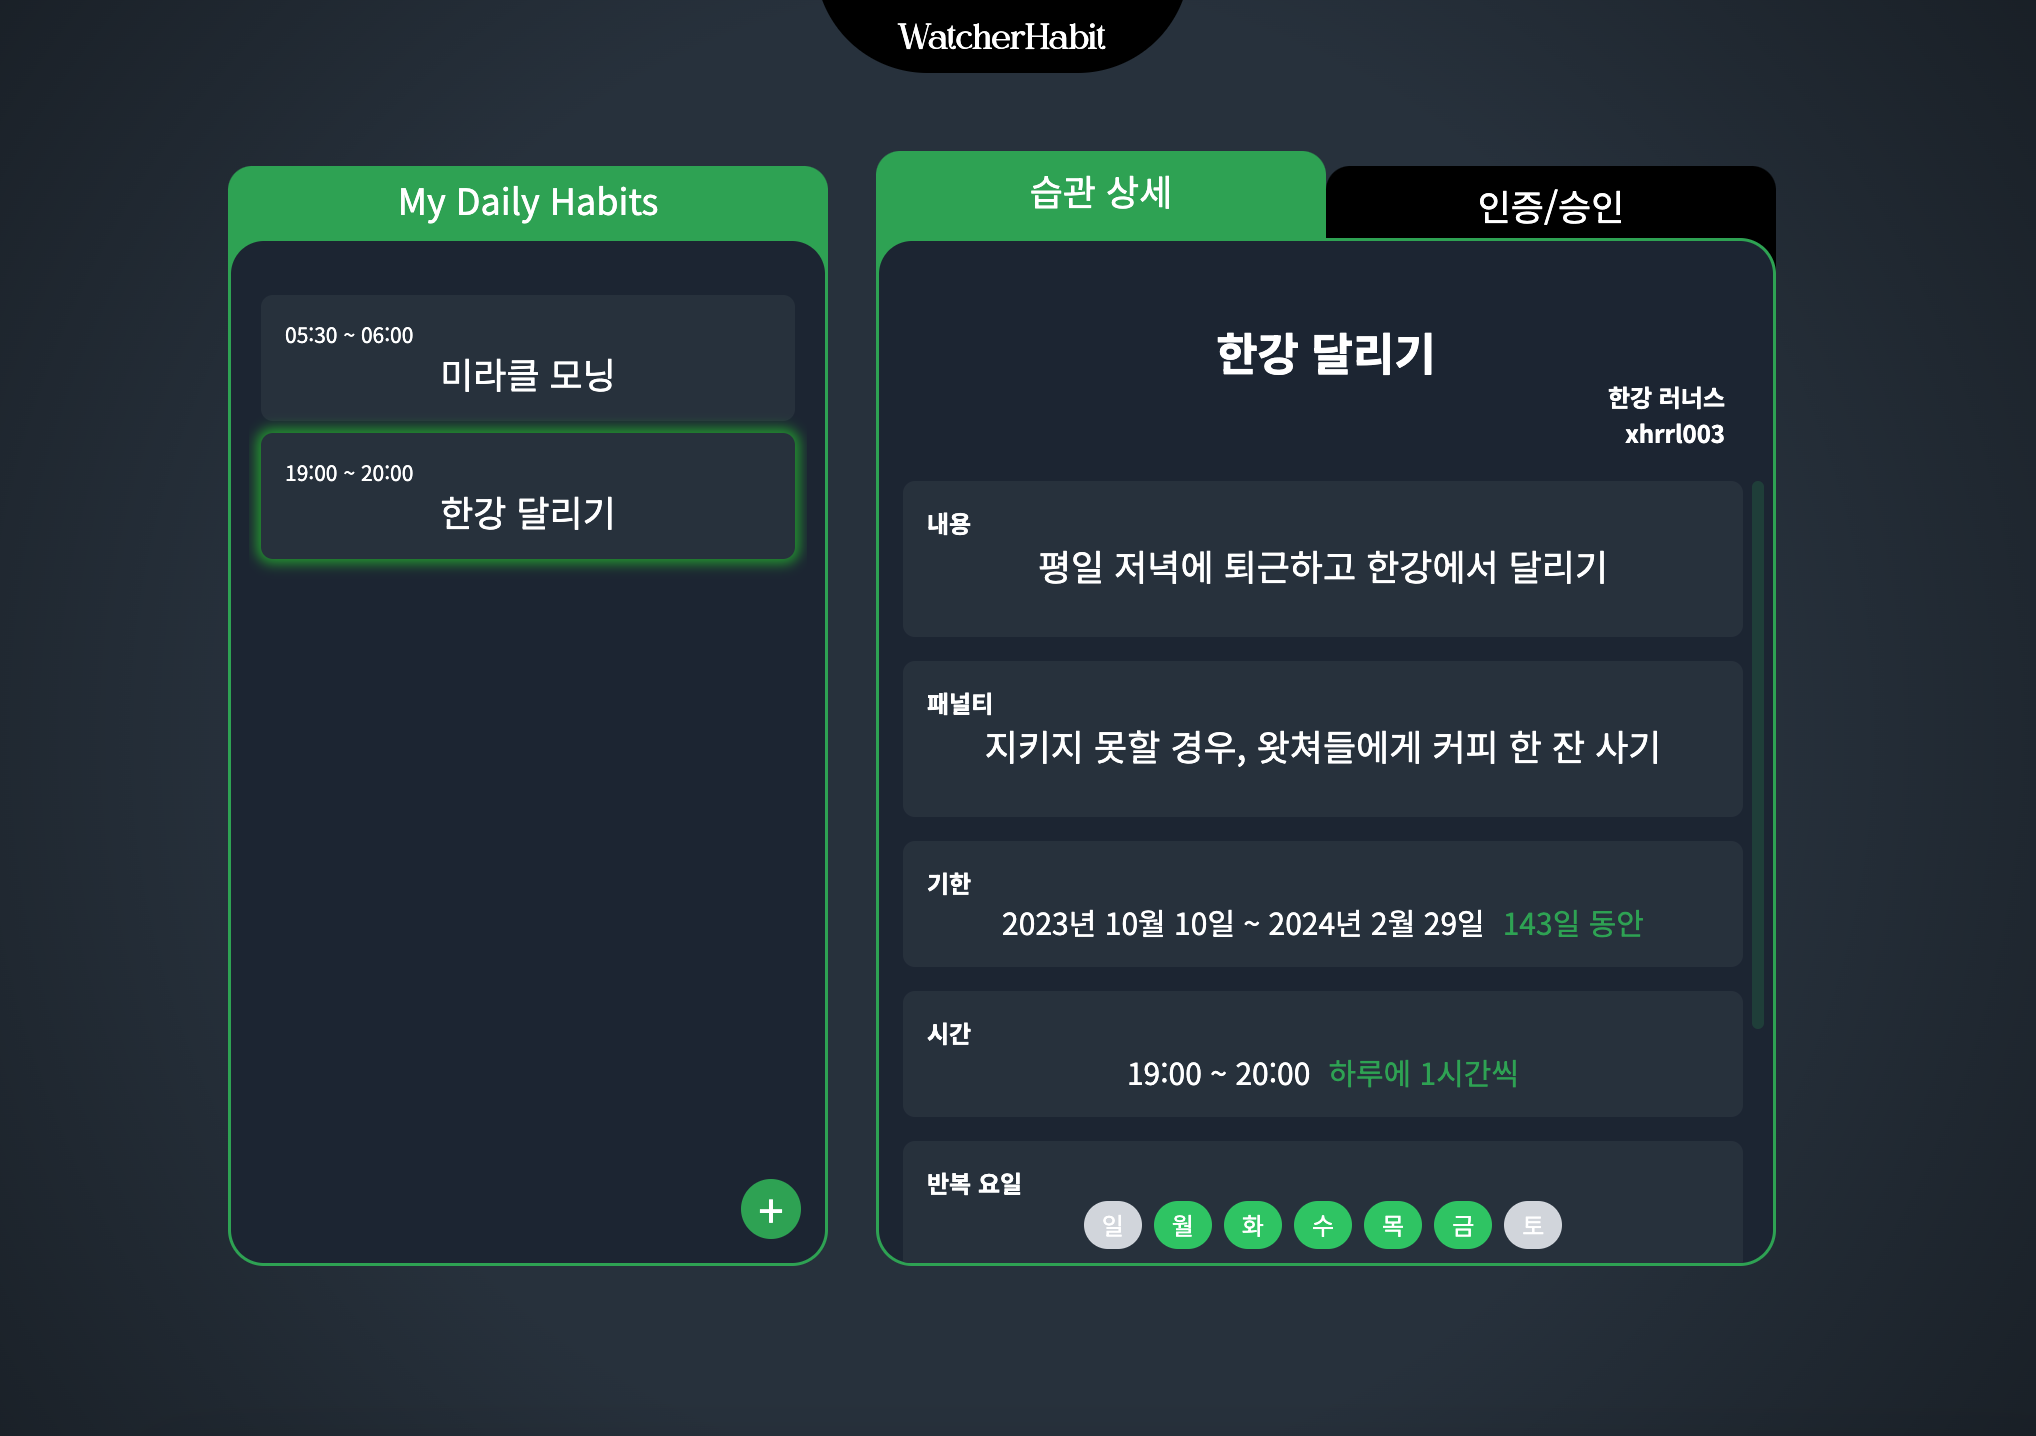 WatcherHabit
My Daily Habits
05:30 ~ 06:00
미라클 모닝
19:00 ~ 20:00
한강 달리기
+
습관 상세
인증/승인
한강 달리기
한강 러너스
xhrrl003
내용
평일 저녁에 퇴근하고 한강에서 달리기
패널티
지키지 못할 경우, 왓쳐들에게 커피 한 잔 사기
기한
2023년 10월 10일 ~ 2024년 2월 29일 143일 동안
시간
19:00 ~ 20:00 하루에 1시간씩
반복 요일
일 월 화 수 목 금 토